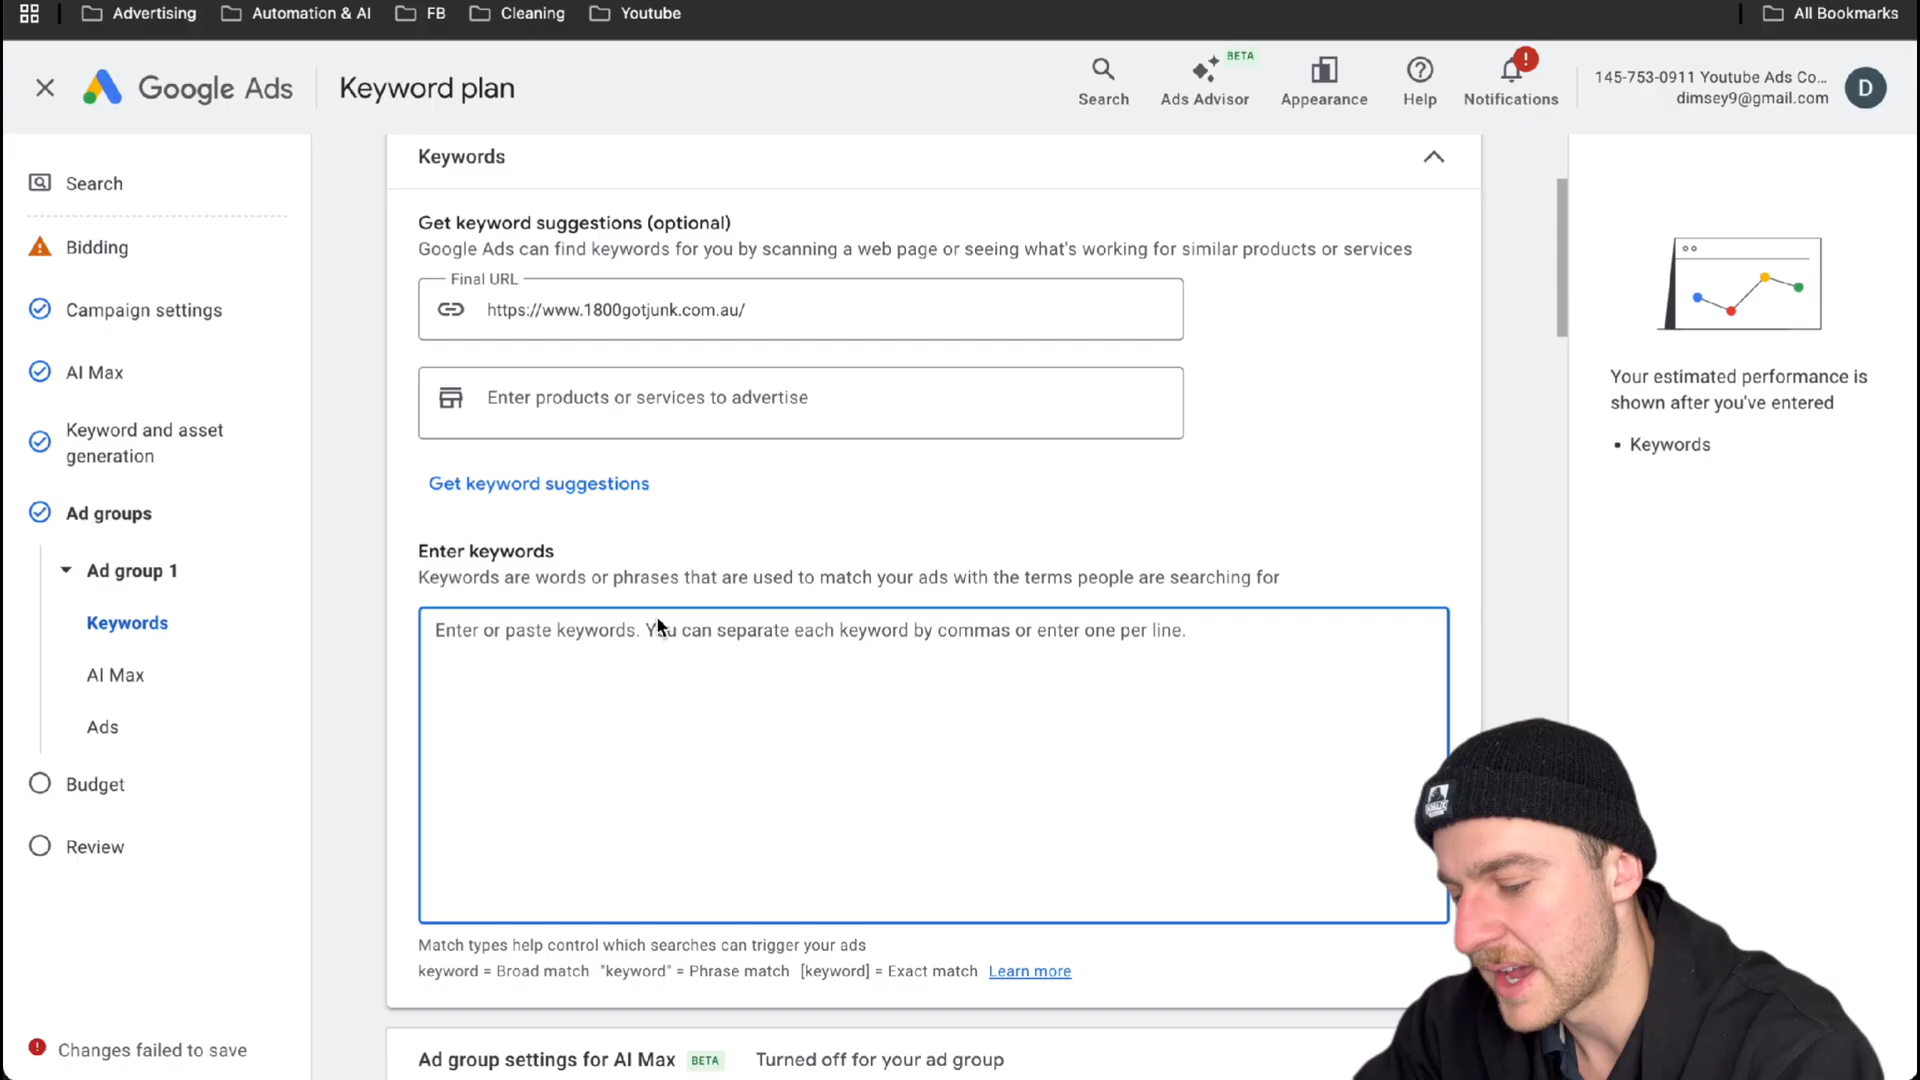 Advertising
Automation & AI
FB
Cleaning
Youtube
All Bookmarks
Google Ads
Keyword plan
Search
BETA
Ads Advisor
Appearance
Help
!
Notifications
145-753-0911 Youtube Ads Co...
dimsey9@gmail.com
D
Search
Bidding
Campaign settings
AI Max
Keyword and asset
generation
Ad groups
Ad group 1
Keywords
AI Max
Ads
Budget
Review
Changes failed to save
Keywords
Get keyword suggestions (optional)
Google Ads can find keywords for you by scanning a web page or seeing what's working for similar products or services
Final URL
https://www.1800gotjunk.com.au/
Enter products or services to advertise
Get keyword suggestions
Enter keywords
Keywords are words or phrases that are used to match your ads with the terms people are searching for
Enter or paste keywords. You can separate each keyword by commas or enter one per line.
Match types help control which searches can trigger your ads
keyword = Broad match "keyword" = Phrase match [keyword] = Exact match Learn more
Ad group settings for AI Max BETA Turned off for your ad group
Your estimated performance is
shown after you've entered
• Keywords